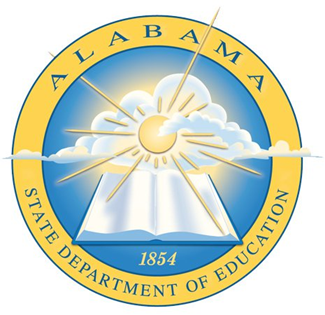 ALABAMA
1854
STATE DEPARTMENT OF EDUCATION